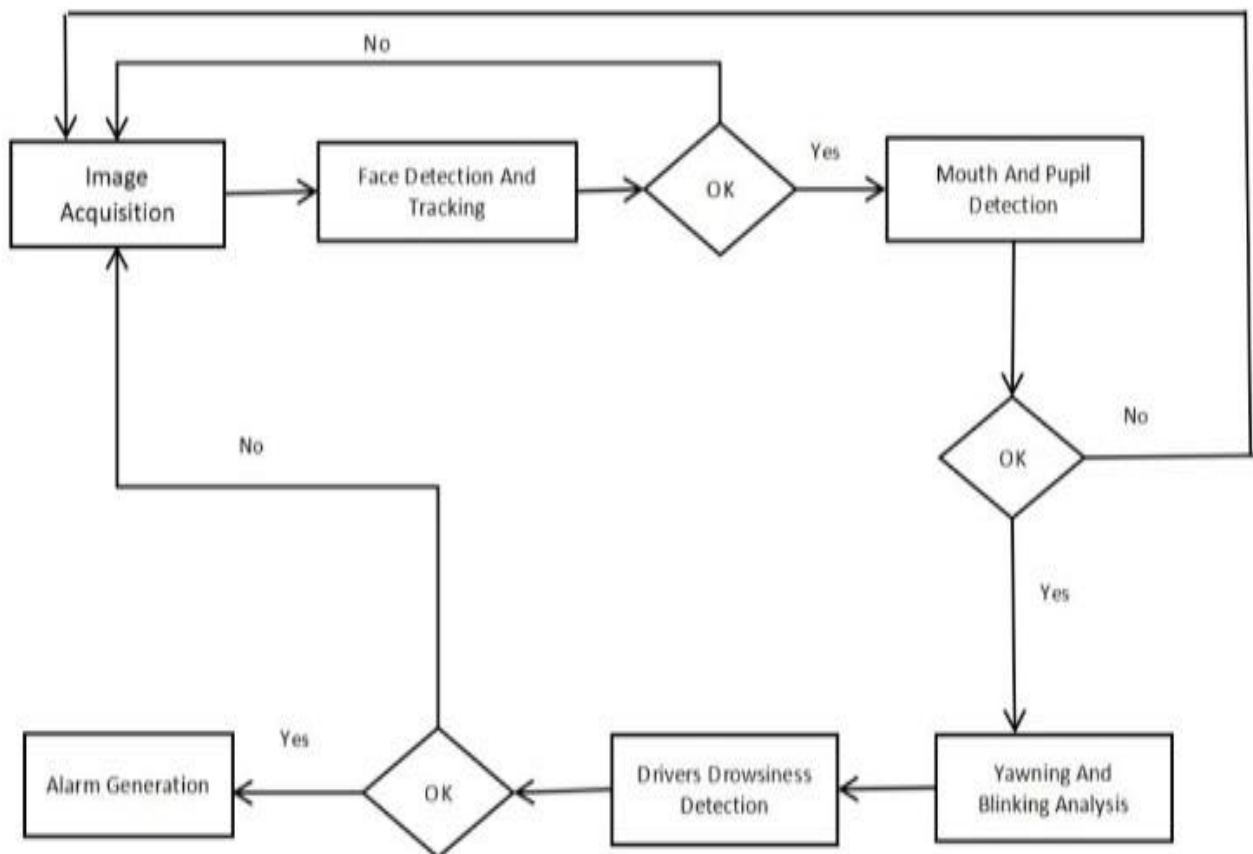 No
Image
Acquisition
Face Detection And
Tracking
OK
Yes
Mouth And Pupil
Detection
No
OK
No
Yes
Yes
Alarm Generation
OK
Drivers Drowsiness
Detection
Yawning And
Blinking Analysis